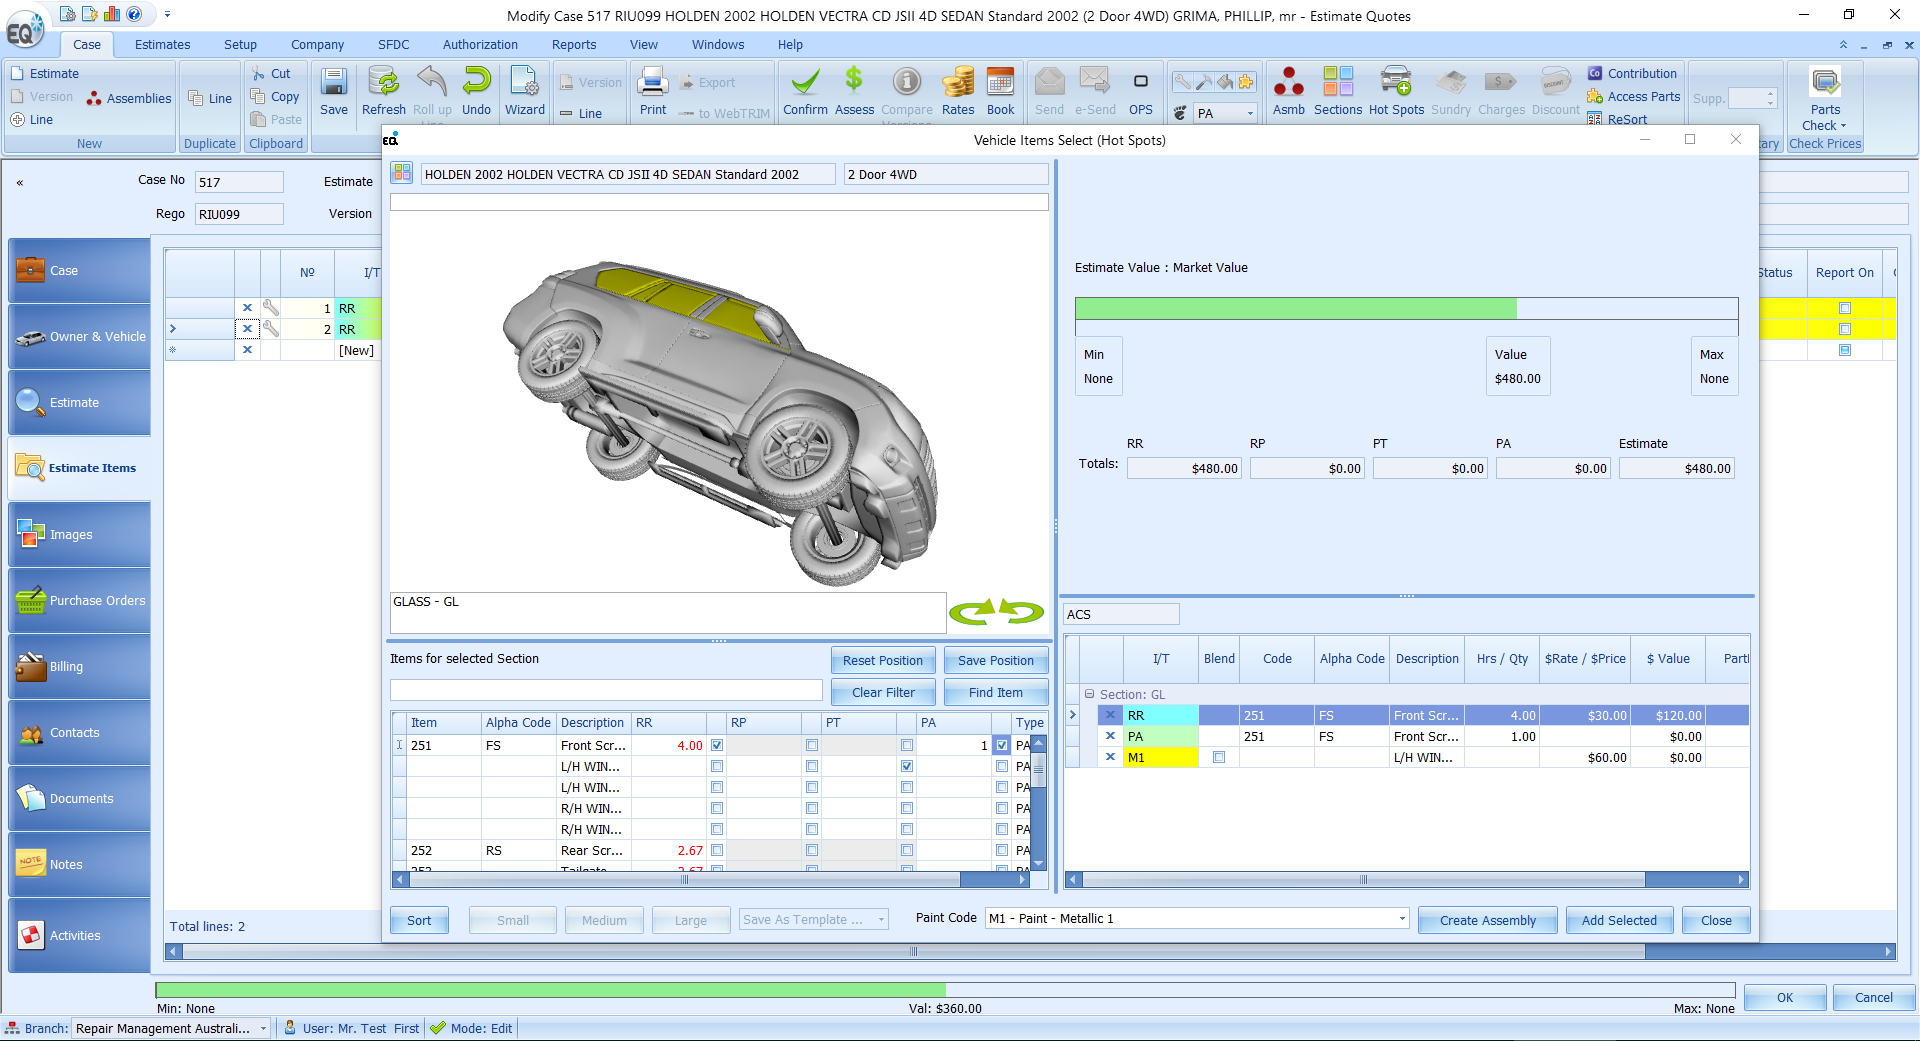 Modify Case 517 RIU099 HOLDEN 2002 HOLDEN VECTRA CD JSII 4D SEDAN Standard 2002 (2 Door 4WD) GRIMA, PHILLIP, mr - Estimate Quotes
EQ
Case Estimates Setup Company SFDC Authorization Reports View Windows Help
Estimate
Version
Line
Assemblies
New
Line
Duplicate
Cut
Copy
Paste
Clipboard
Save
Refresh
Roll up
Undo
Wizard
Version
Line
Print
Export
to WebTRIM
Confirm
Assess
Compare
Rates
Book
Send
e-Send
OPS
PA
Asmb
Sections
Hot Spots
Sundry
Charges
Discount
Contribution
Access Parts
ReSort
Supp.
Parts
Check
Check Prices
Case No 517 Estimate
Rego RIU099 Version
Case
Owner & Vehicle
Estimate
Estimate Items
Images
Purchase Orders
Billing
Contacts
Documents
Notes
Activities
Nº I/T
1 RR
2 RR
[New]
Total lines: 2
Status Report On
EQ
Vehicle Items Select (Hot Spots)
HOLDEN 2002 HOLDEN VECTRA CD JSII 4D SEDAN Standard 2002 2 Door 4WD
GLASS - GL
Items for selected Section
Reset Position Save Position
Clear Filter Find Item
Item Alpha Code Description RR RP PT PA Type
251 FS Front Scr... 4.00 1 PA
L/H WIN... PA
L/H WIN... PA
R/H WIN... PA
R/H WIN... PA
252 RS Rear Scr... 2.67 PA
Estimate Value : Market Value
Min
None
Value
$480.00
Max
None
RR RP PT PA Estimate
Totals: $480.00 $0.00 $0.00 $0.00 $480.00
ACS
I/T Blend Code Alpha Code Description Hrs / Qty $Rate / $Price $ Value
Section: GL
RR 251 FS Front Scr... 4.00 $30.00 $120.00
PA 251 FS Front Scr... 1.00 $0.00
M1 L/H WIN... $60.00 $0.00
Sort Small Medium Large Save As Template ... Paint Code M1 - Paint - Metallic 1 Create Assembly Add Selected Close
Min: None Val: $360.00 Max: None
OK Cancel
Branch: Repair Management Australi... User: Mr. Test First Mode: Edit